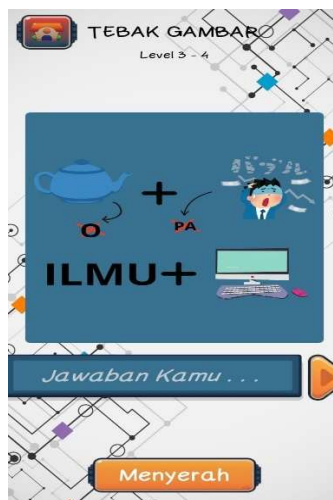 TEBAK GAMBAR
Level 3 - 4
+
O
PA
ILMU+
Jawaban Kamu . . .
Menyerah